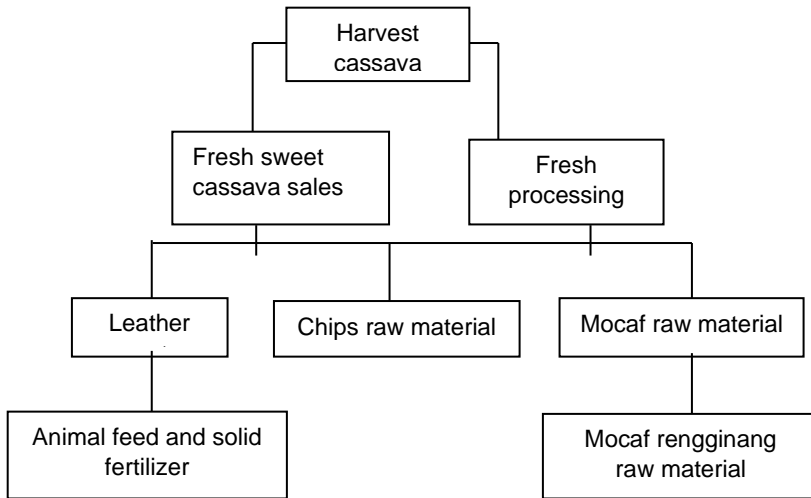 Harvest
cassava
Fresh sweet
cassava sales
Fresh
processing
Leather
Chips raw material
Mocaf raw material
Animal feed and solid
fertilizer
Mocaf rengginang
raw material